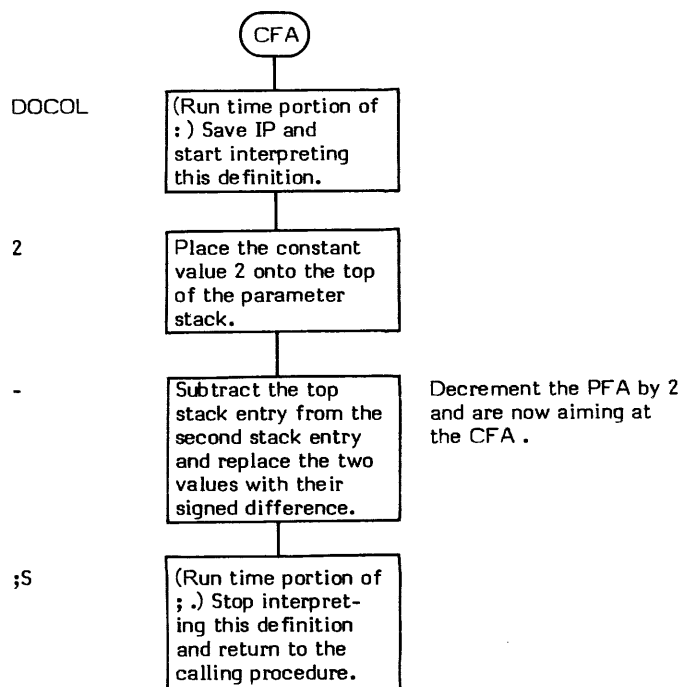 CFA
DOCOL
(Run time portion of
: ) Save IP and
start interpreting
this definition.
2
Place the constant
value 2 onto the top
of the parameter
stack.
-
Subtract the top
stack entry from the
second stack entry
and replace the two
values with their
signed difference.
Decrement the PFA by 2
and are now aiming at
the CFA .
;S
(Run time portion of
; .) Stop interpret-
ing this definition
and return to the
calling procedure.